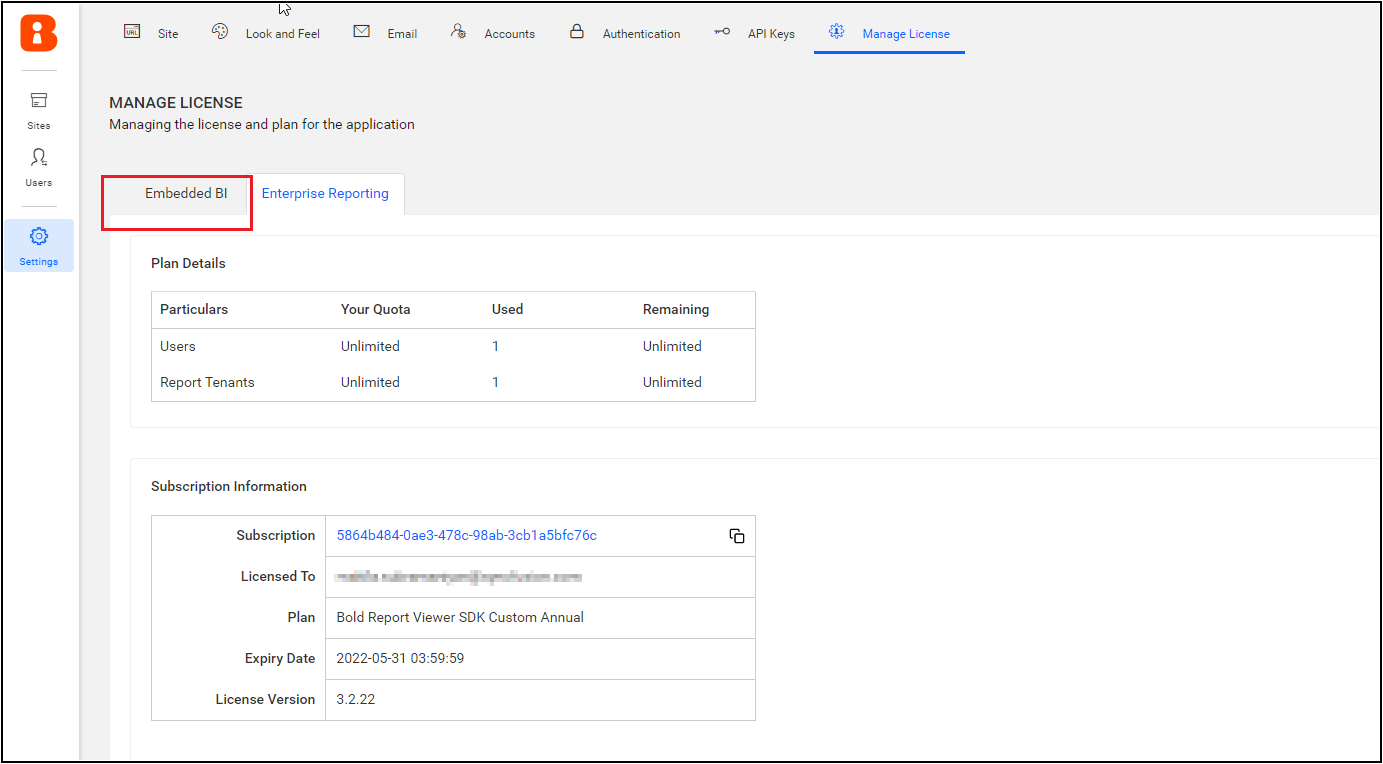 URL Site Look and Feel Email Accounts Authentication API Keys Manage License
MANAGE LICENSE
Managing the license and plan for the application
Sites
Users
Settings
Embedded BI Enterprise Reporting
Plan Details
Particulars Your Quota Used Remaining
Users Unlimited 1 Unlimited
Report Tenants Unlimited 1 Unlimited
Subscription Information
Subscription 5864b484-0ae3-478c-98ab-3cb1a5bfc76c
Licensed To
Plan Bold Report Viewer SDK Custom Annual
Expiry Date 2022-05-31 03:59:59
License Version 3.2.22